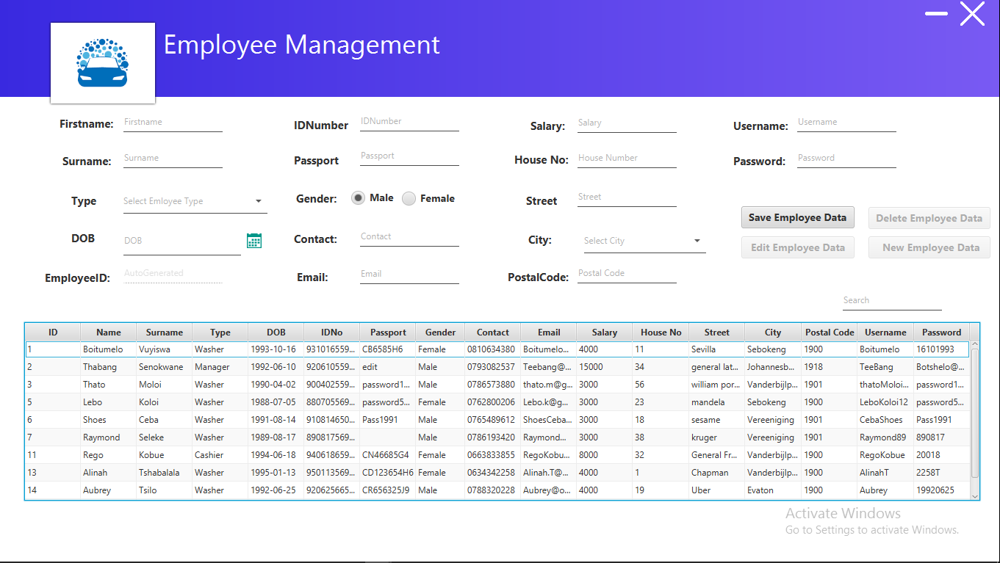 Employee Management
Firstname: Firstname IDNumber IDNumber Salary: Salary Username: Username
Surname: Surname Passport Passport House No: House Number Password: Password
Type Select Emloyee Type Gender: Male Female Street Street
Save Employee Data Delete Employee Data
DOB DOB Contact: Contact City: Select City
Edit Employee Data New Employee Data
EmployeeID: AutoGenerated Email: Email PostalCode: Postal Code
Search
ID Name Surname Type DOB IDNo Passport Gender Contact Email Salary House No Street City Postal Code Username Password
1 Boitumelo Vuyiswa Washer 1993-10-16 931016559... CB6585H6 Female 0810634380 Boitumelo... 4000 11 Sevilla Sebokeng 1900 Boitumelo 16101993
2 Thabang Senokwane Manager 1992-06-10 920610559... edit Male 0793082537 Teebang@... 15000 34 general lat... Johannesb... 1918 TeeBang Botshelo@...
3 Thato Moloi Washer 1990-04-02 900402559... password1... Male 0786573880 thato.m@g... 3000 56 william por... Vanderbijlp... 1901 thatoMoloi... password1...
5 Lebo Koloi Washer 1988-07-05 880705569... password5... Female 0762800206 Lebo.k@g... 3000 23 mandela Sebokeng 1900 LeboKoloi12 password5...
6 Shoes Ceba Washer 1991-08-14 910814650... Pass1991 Male 0765489612 ShoesCeba... 3000 18 sesame Vereeniging 1901 CebaShoes Pass1991
7 Raymond Seleke Washer 1989-08-17 890817569... Male 0786193420 Raymond... 3000 38 kruger Vereeniging 1901 Raymond89 890817
11 Rego Kobue Cashier 1994-06-18 940618659... CN46685G4 Female 0663833855 RegoKobu... 8000 32 General Fr... Vanderbijlp... 1900 RegoKobue 20018
13 Alinah Tshabalala Washer 1995-01-13 950113569... CD123654H6 Female 0634342258 Alinah.T@... 4000 1 Chapman Vanderbijlp... 1900 AlinahT 2258T
14 Aubrey Tsilo Washer 1992-06-25 920625665... CR656325J9 Male 0788320228 Aubrey@o... 4000 19 Uber Evaton 1900 Aubrey 19920625
Activate Windows
Go to Settings to activate Windows.